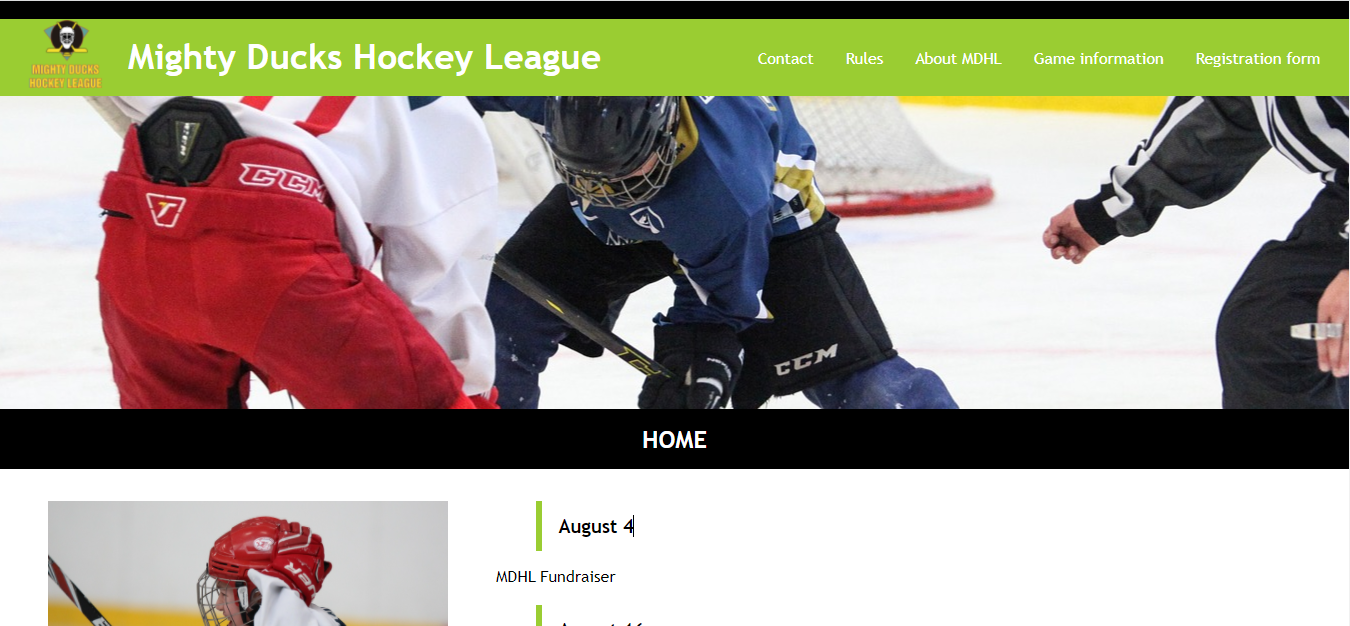 MIGHTY DUCKS
HOCKEY LEAGUE
Mighty Ducks Hockey League
Contact
Rules
About MDHL
Game information
Registration form
CCM
T
CCM
HOME
August 4
MDHL Fundraiser